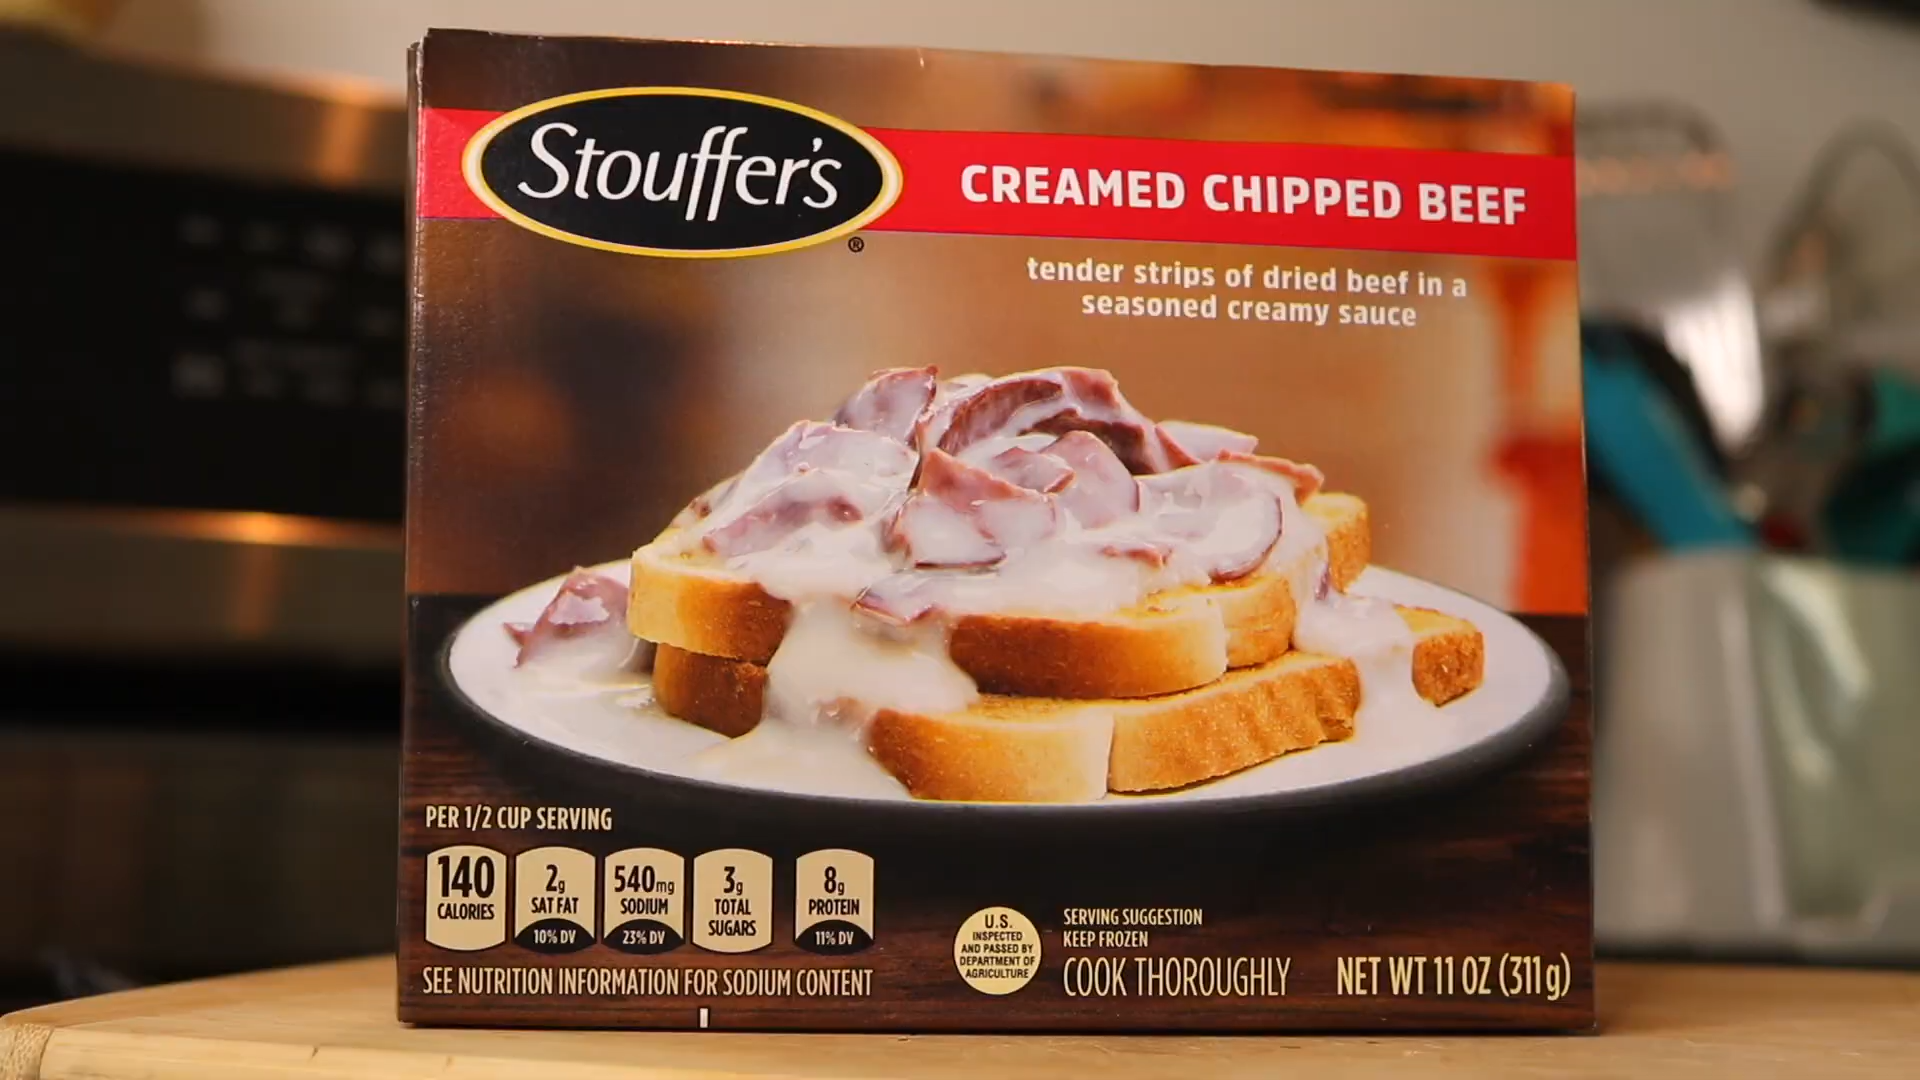 Stouffer's
®
CREAMED CHIPPED BEEF
tender strips of dried beef in a
seasoned creamy sauce
PER 1/2 CUP SERVING
140
CALORIES
2g
SAT FAT
10% DV
540mg
SODIUM
23% DV
3g
TOTAL
SUGARS
8g
PROTEIN
11% DV
SEE NUTRITION INFORMATION FOR SODIUM CONTENT
U.S.
INSPECTED
AND PASSED BY
DEPARTMENT OF
AGRICULTURE
SERVING SUGGESTION
KEEP FROZEN
COOK THOROUGHLY
NET WT 11 OZ (311g)